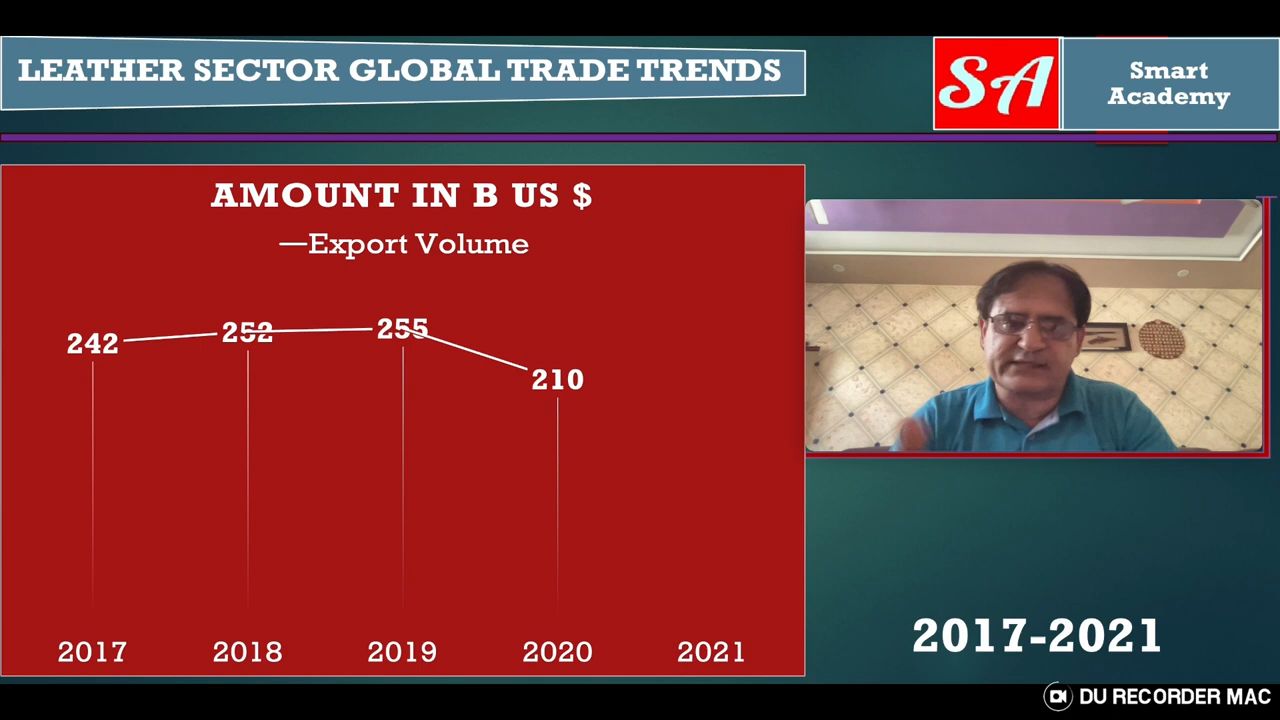 LEATHER SECTOR GLOBAL TRADE TRENDS
SA
Smart
Academy
AMOUNT IN B US $
—Export Volume
242
252
255
210
2017
2018
2019
2020
2021
2017-2021
DU RECORDER MAC